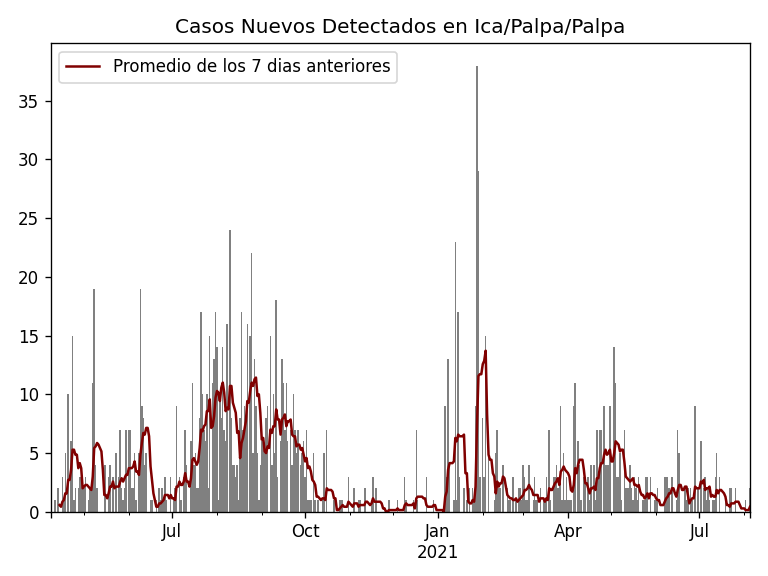 Casos Nuevos Detectados en Ica/Palpa/Palpa
Promedio de los 7 dias anteriores
35
30
25
20
15
10
5
0
Jul
Oct
Jan
2021
Apr
Jul